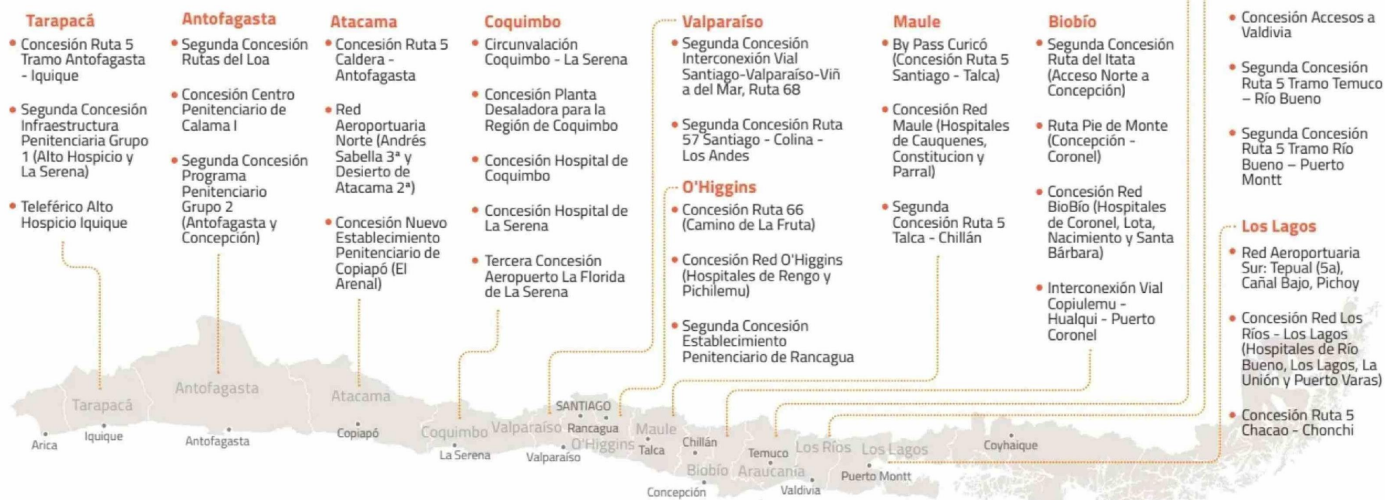 Tarapacá
• Concesión Ruta 5
Tramo Antofagasta
- Iquique
• Segunda Concesión
Infraestructura
Penitenciaria Grupo
1 (Alto Hospicio y
La Serena)
• Teleférico Alto
Hospicio Iquique
Antofagasta
• Segunda Concesión
Rutas del Loa
• Concesión Centro
Penitenciario de
Calama I
• Segunda Concesión
Programa
Penitenciario
Grupo 2
(Antofagasta y
Concepción)
Atacama
• Concesión Ruta 5
Caldera -
Antofagasta
• Red
Aeroportuaria
Norte (Andrés
Sabella 3ª y
Desierto de
Atacama 2ª)
• Concesión Nuevo
Establecimiento
Penitenciario de
Copiapó (El
Arenal)
Coquimbo
• Circunvalación
Coquimbo - La Serena
• Concesión Planta
Desaladora para la
Región de Coquimbo
• Concesión Hospital de
Coquimbo
• Concesión Hospital de
La Serena
• Tercera Concesión
Aeropuerto La Florida
de La Serena
Valparaíso
• Segunda Concesión
Interconexión Vial
Santiago-Valparaíso-Viñ
a del Mar, Ruta 68
• Segunda Concesión Ruta
57 Santiago - Colina -
Los Andes
O'Higgins
• Concesión Ruta 66
(Camino de La Fruta)
• Concesión Red O'Higgins
(Hospitales de Rengo y
Pichilemu)
• Segunda Concesión
Establecimiento
Penitenciario de Rancagua
Maule
• By Pass Curicó
(Concesión Ruta 5
Santiago - Talca)
• Concesión Red
Maule (Hospitales
de Cauquenes,
Constitucion y
Parral)
• Segunda
Concesión Ruta 5
Talca - Chillán
Biobío
• Segunda Concesión
Ruta del Itata
(Acceso Norte a
Concepción)
• Ruta Pie de Monte
(Concepción -
Coronel)
• Concesión Red
BioBío (Hospitales
de Coronel, Lota,
Nacimiento y Santa
Bárbara)
• Interconexión Vial
Copiulemu -
Hualqui - Puerto
Coronel
• Concesión Accesos a
Valdivia
• Segunda Concesión
Ruta 5 Tramo Temuco
– Río Bueno
• Segunda Concesión
Ruta 5 Tramo Río
Bueno – Puerto
Montt
Los Lagos
• Red Aeroportuaria
Sur: Tepual (5a),
Cañal Bajo, Pichoy
• Concesión Red Los
Ríos - Los Lagos
(Hospitales de Río
Bueno, Los Lagos, La
Unión y Puerto Varas)
• Concesión Ruta 5
Chacao - Chonchi
Tarapacá
Antofagasta
Atacama
Coquimbo
Valparaíso
O'Higgins
Maule
Biobío
Araucanía
Los Ríos
Los Lagos
Arica
Iquique
Antofagasta
Copiapó
La Serena
Valparaíso
SANTIAGO
Rancagua
Talca
Chillán
Concepción
Temuco
Valdivia
Puerto Montt
Coyhaique